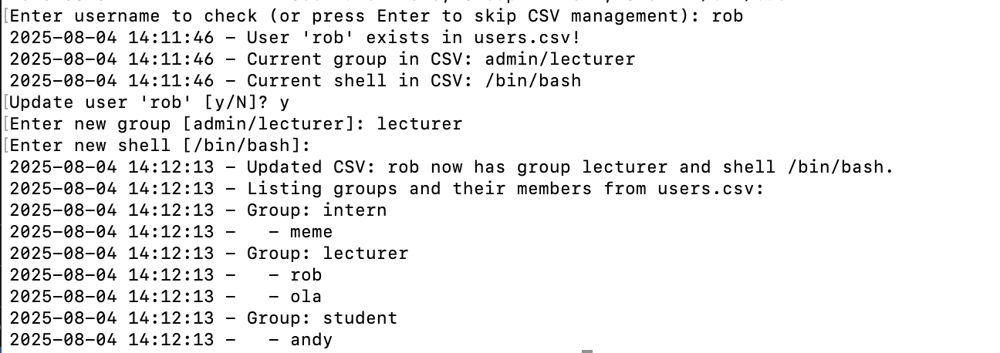 [Enter username to check (or press Enter to skip CSV management): rob
2025-08-04 14:11:46 – User 'rob' exists in users.csv!
2025-08-04 14:11:46 – Current group in CSV: admin/lecturer
2025-08-04 14:11:46 – Current shell in CSV: /bin/bash
[Update user 'rob' [y/N]? y
[Enter new group [admin/lecturer]: lecturer
[Enter new shell [/bin/bash]:
2025-08-04 14:12:13 – Updated CSV: rob now has group lecturer and shell /bin/bash.
2025-08-04 14:12:13 – Listing groups and their members from users.csv:
2025-08-04 14:12:13 – Group: intern
2025-08-04 14:12:13 –   – meme
2025-08-04 14:12:13 – Group: lecturer
2025-08-04 14:12:13 –   – rob
2025-08-04 14:12:13 –   – ola
2025-08-04 14:12:13 – Group: student
2025-08-04 14:12:13 –   – andy